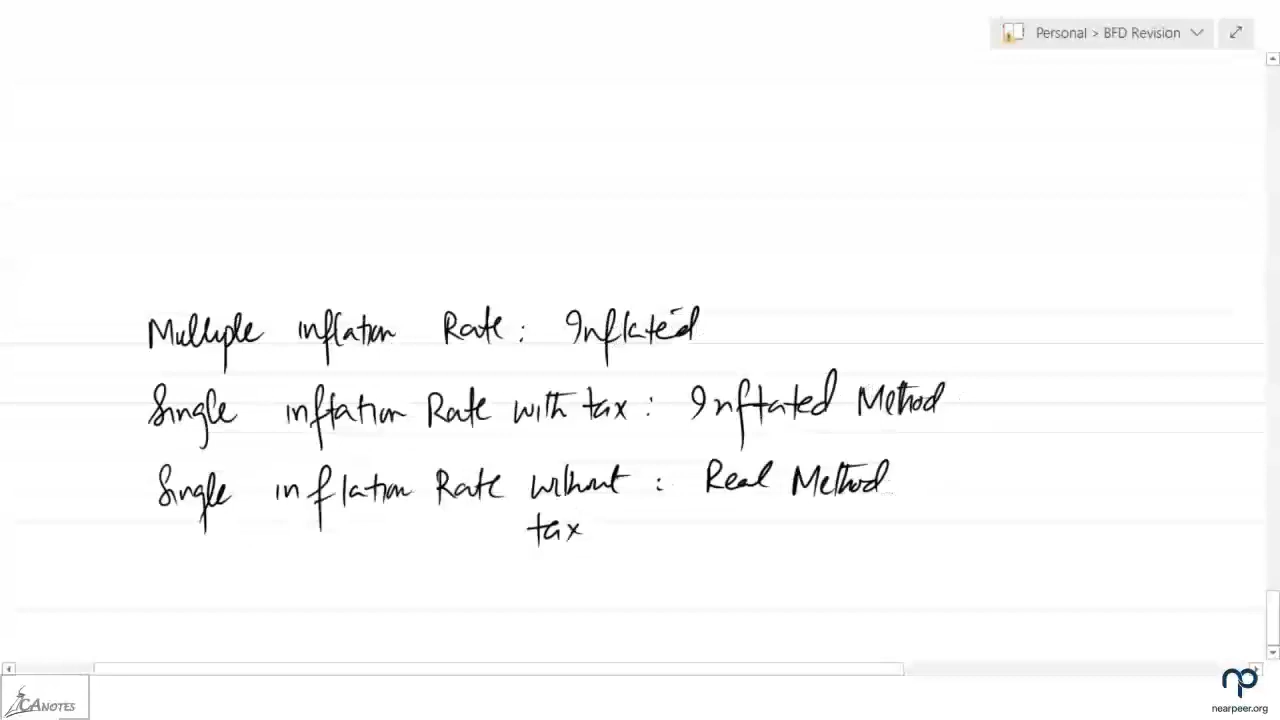 Personal > BFD Revision
Multiple inflation Rate: Inflated
Single inflation Rate with tax: Inflated Method
Single inflation Rate without: Real Method
tax
CANOTES
nearpeer.org